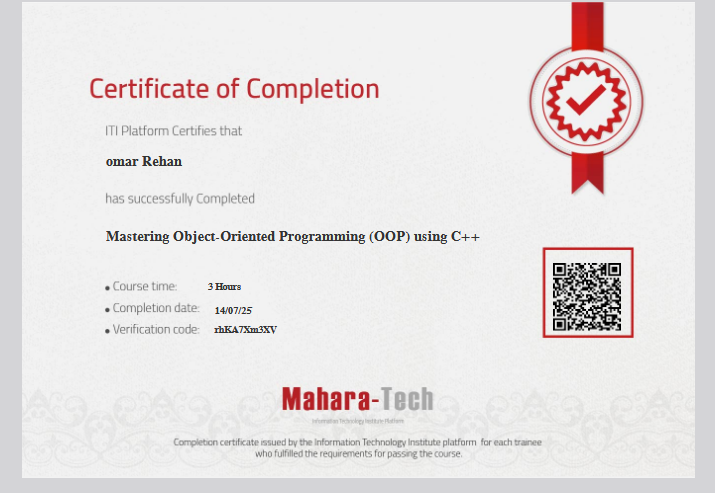 Certificate of Completion
ITI Platform Certifies that
omar Rehan
has successfully Completed
Mastering Object-Oriented Programming (OOP) using C++
Course time: 3 Hours
Completion date: 14/07/25
Verification code: rhKA7Xm3XV
Mahara-Tech
Information Technology Institute Platform
Completion certificate issued by the Information Technology Institute platform for each trainee
who fulfilled the requirements for passing the course.